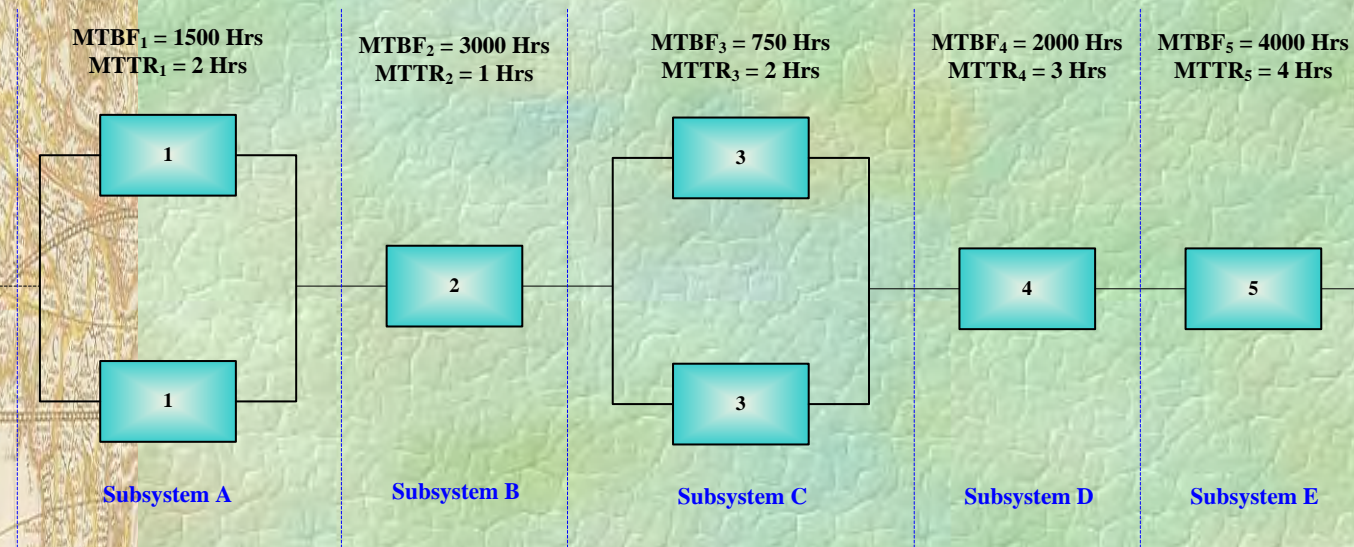 MTBF₁ = 1500 Hrs
MTTR₁ = 2 Hrs
MTBF₂ = 3000 Hrs
MTTR₂ = 1 Hrs
MTBF₃ = 750 Hrs
MTTR₃ = 2 Hrs
MTBF₄ = 2000 Hrs
MTTR₄ = 3 Hrs
MTBF₅ = 4000 Hrs
MTTR₅ = 4 Hrs
1
3
2
4
5
1
3
Subsystem A
Subsystem B
Subsystem C
Subsystem D
Subsystem E